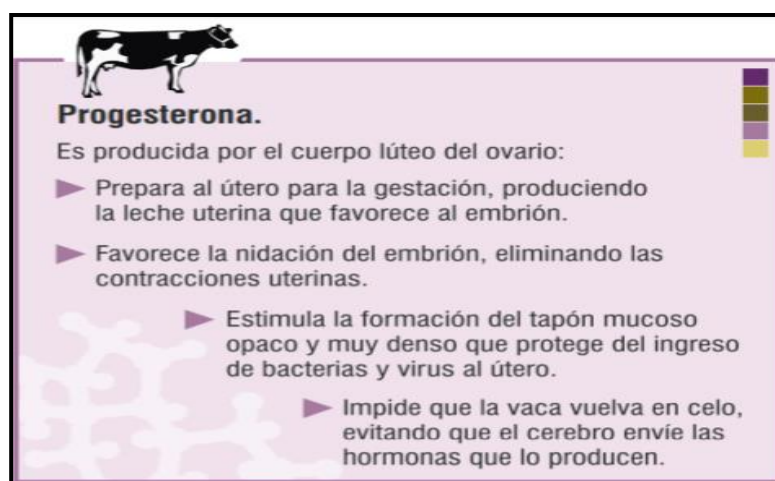 Progesterona.
Es producida por el cuerpo lúteo del ovario:
Prepara al útero para la gestación, produciendo
la leche uterina que favorece al embrión.
Favorece la nidación del embrión, eliminando las
contracciones uterinas.
Estimula la formación del tapón mucoso
opaco y muy denso que protege del ingreso
de bacterias y virus al útero.
Impide que la vaca vuelva en celo,
evitando que el cerebro envíe las
hormonas que lo producen.